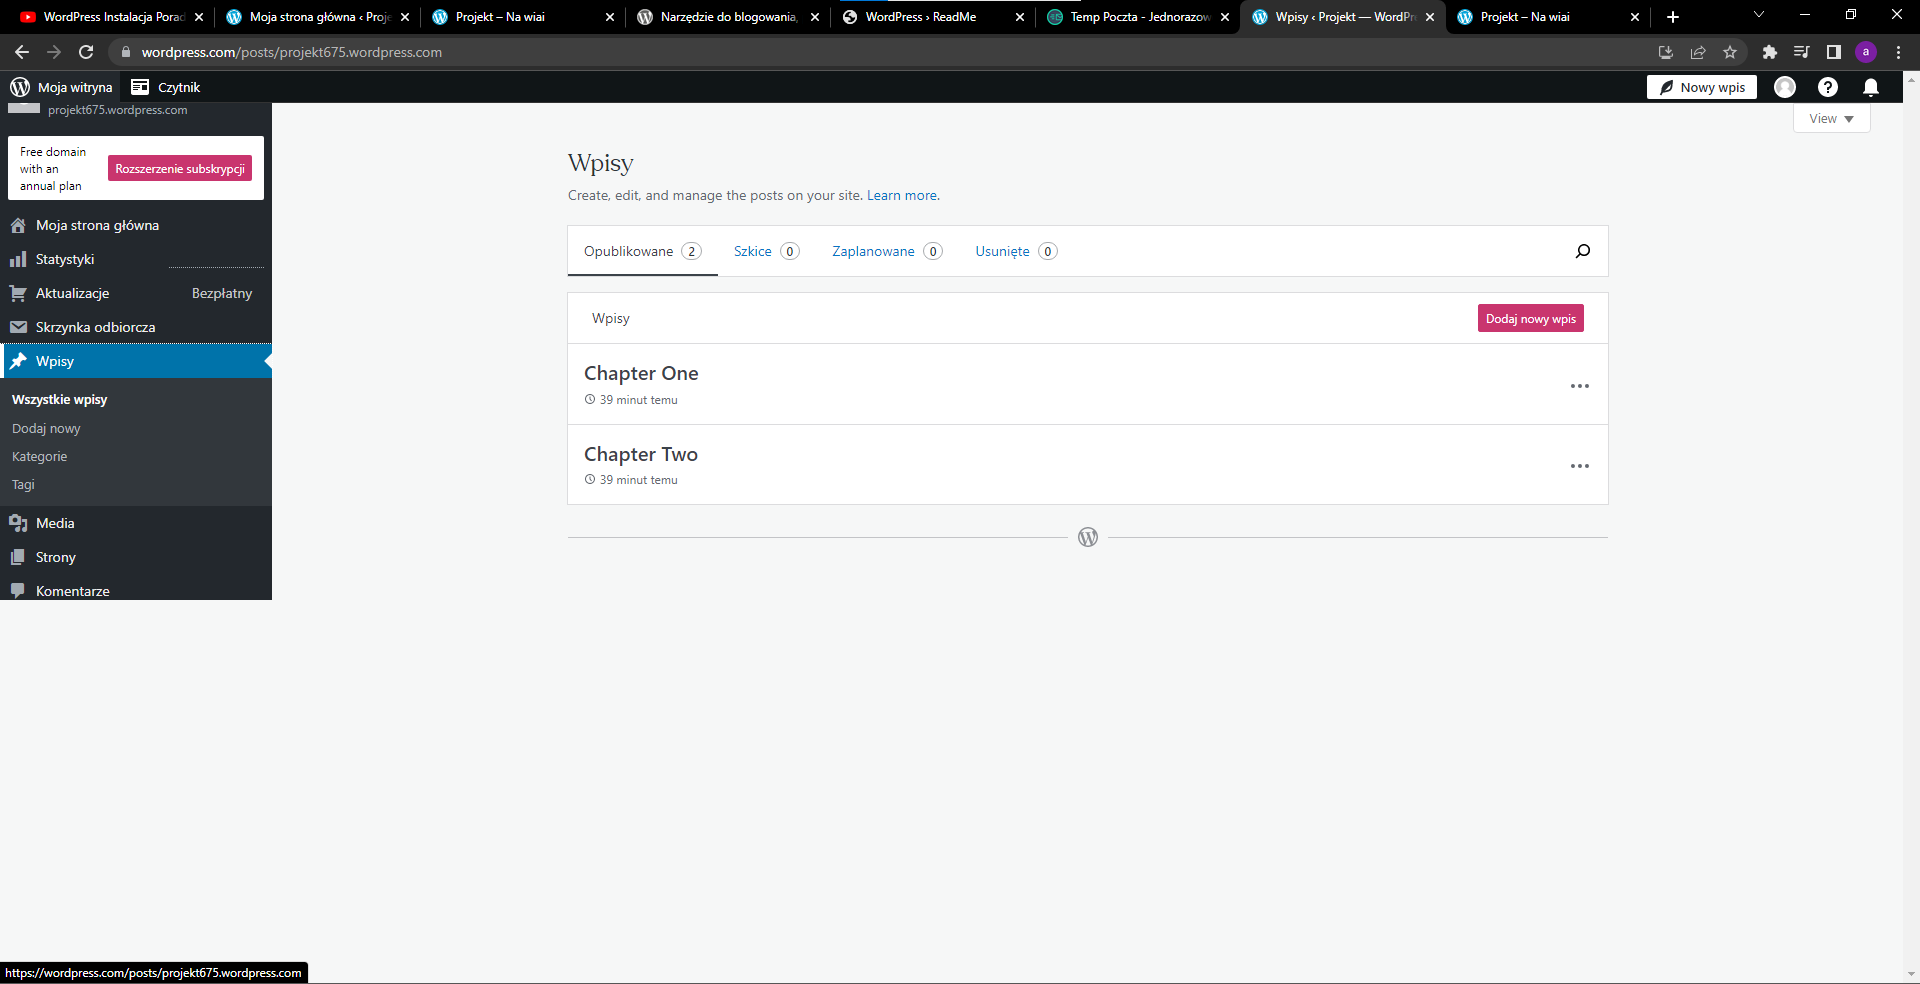 WordPress Instalacja Porad
Moja strona główna ‹ Proje
Projekt – Na wiai
Narzędzie do blogowania,
WordPress › ReadMe
Temp Poczta - Jednorazow
Wpisy ‹ Projekt — WordPre
Projekt – Na wiai
wordpress.com/posts/projekt675.wordpress.com
a
Moja witryna
Czytnik
Nowy wpis
projekt675.wordpress.com
View
Free domain
with an
annual plan
Rozszerzenie subskrypcji
Moja strona główna
Statystyki
Aktualizacje
Bezpłatny
Skrzynka odbiorcza
Wpisy
Wszystkie wpisy
Dodaj nowy
Kategorie
Tagi
Media
Strony
Komentarze
Wpisy
Create, edit, and manage the posts on your site. Learn more.
Opublikowane 2
Szkice 0
Zaplanowane 0
Usunięte 0
Wpisy
Dodaj nowy wpis
Chapter One
39 minut temu
Chapter Two
39 minut temu
https://wordpress.com/posts/projekt675.wordpress.com